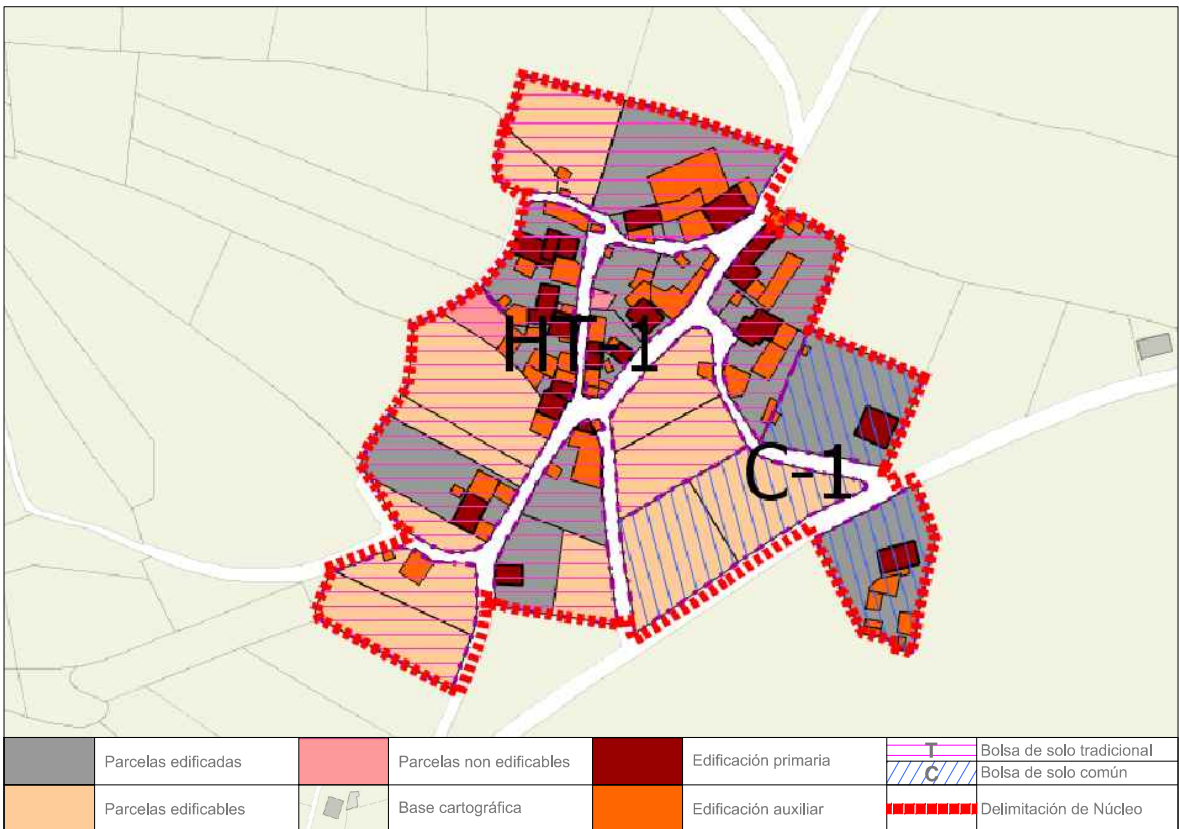 HT-1
C-1
Parcelas edificadas
Parcelas non edificables
Edificación primaria
T
Bolsa de solo tradicional
C
Bolsa de solo común
Parcelas edificables
Base cartográfica
Edificación auxiliar
Delimitación de Núcleo